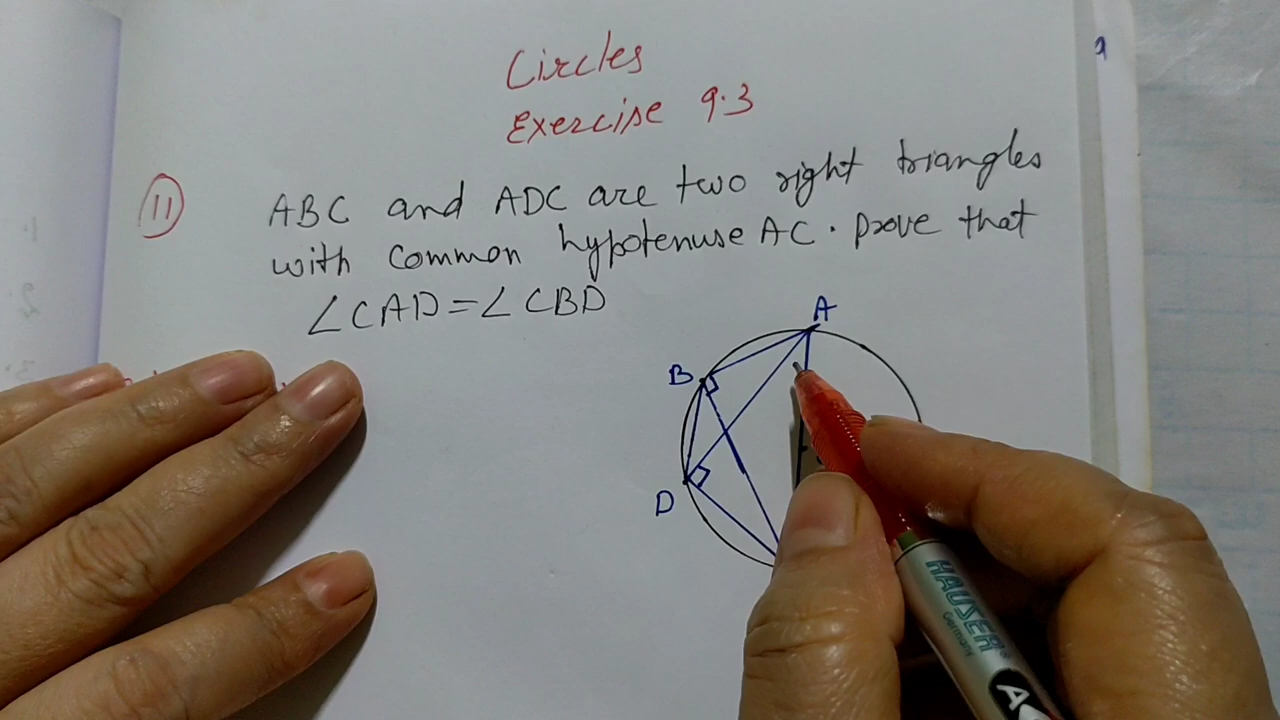 Circles
Exercise 9.3
11 ABC and ADC are two right triangles
with common hypotenuse AC. prove that
∠CAD=∠CBD
A
B
D
HAUSER
Germany
A